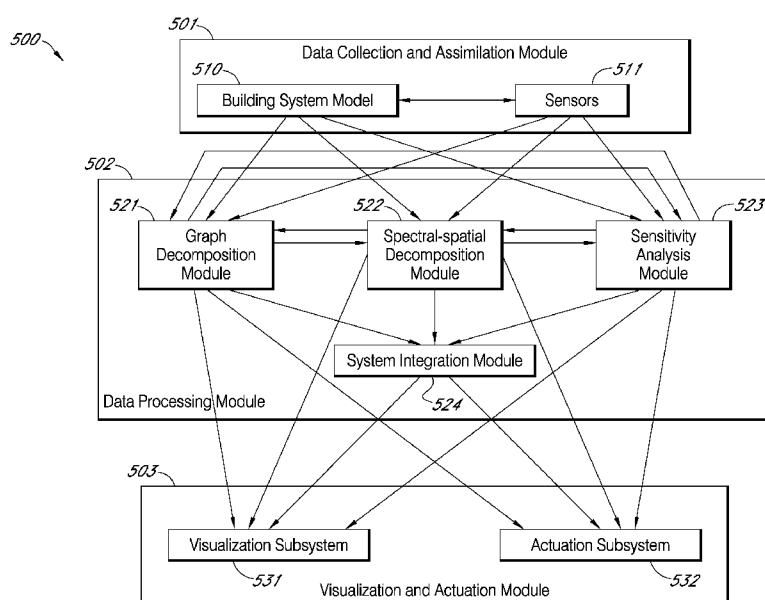 500
501
Data Collection and Assimilation Module
510
511
Building System Model
Sensors
502
521
522
523
Graph
Decomposition
Module
Spectral-spatial
Decomposition
Module
Sensitivity
Analysis
Module
System Integration Module
524
Data Processing Module
503
Visualization Subsystem
Actuation Subsystem
531
532
Visualization and Actuation Module